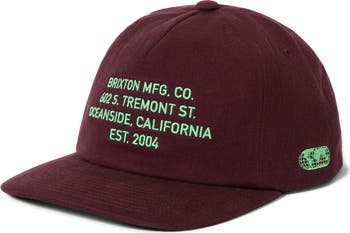 BRIXTON MFG. CO.
602 S. TREMONT ST.
OCEANSIDE, CALIFORNIA
EST. 2004